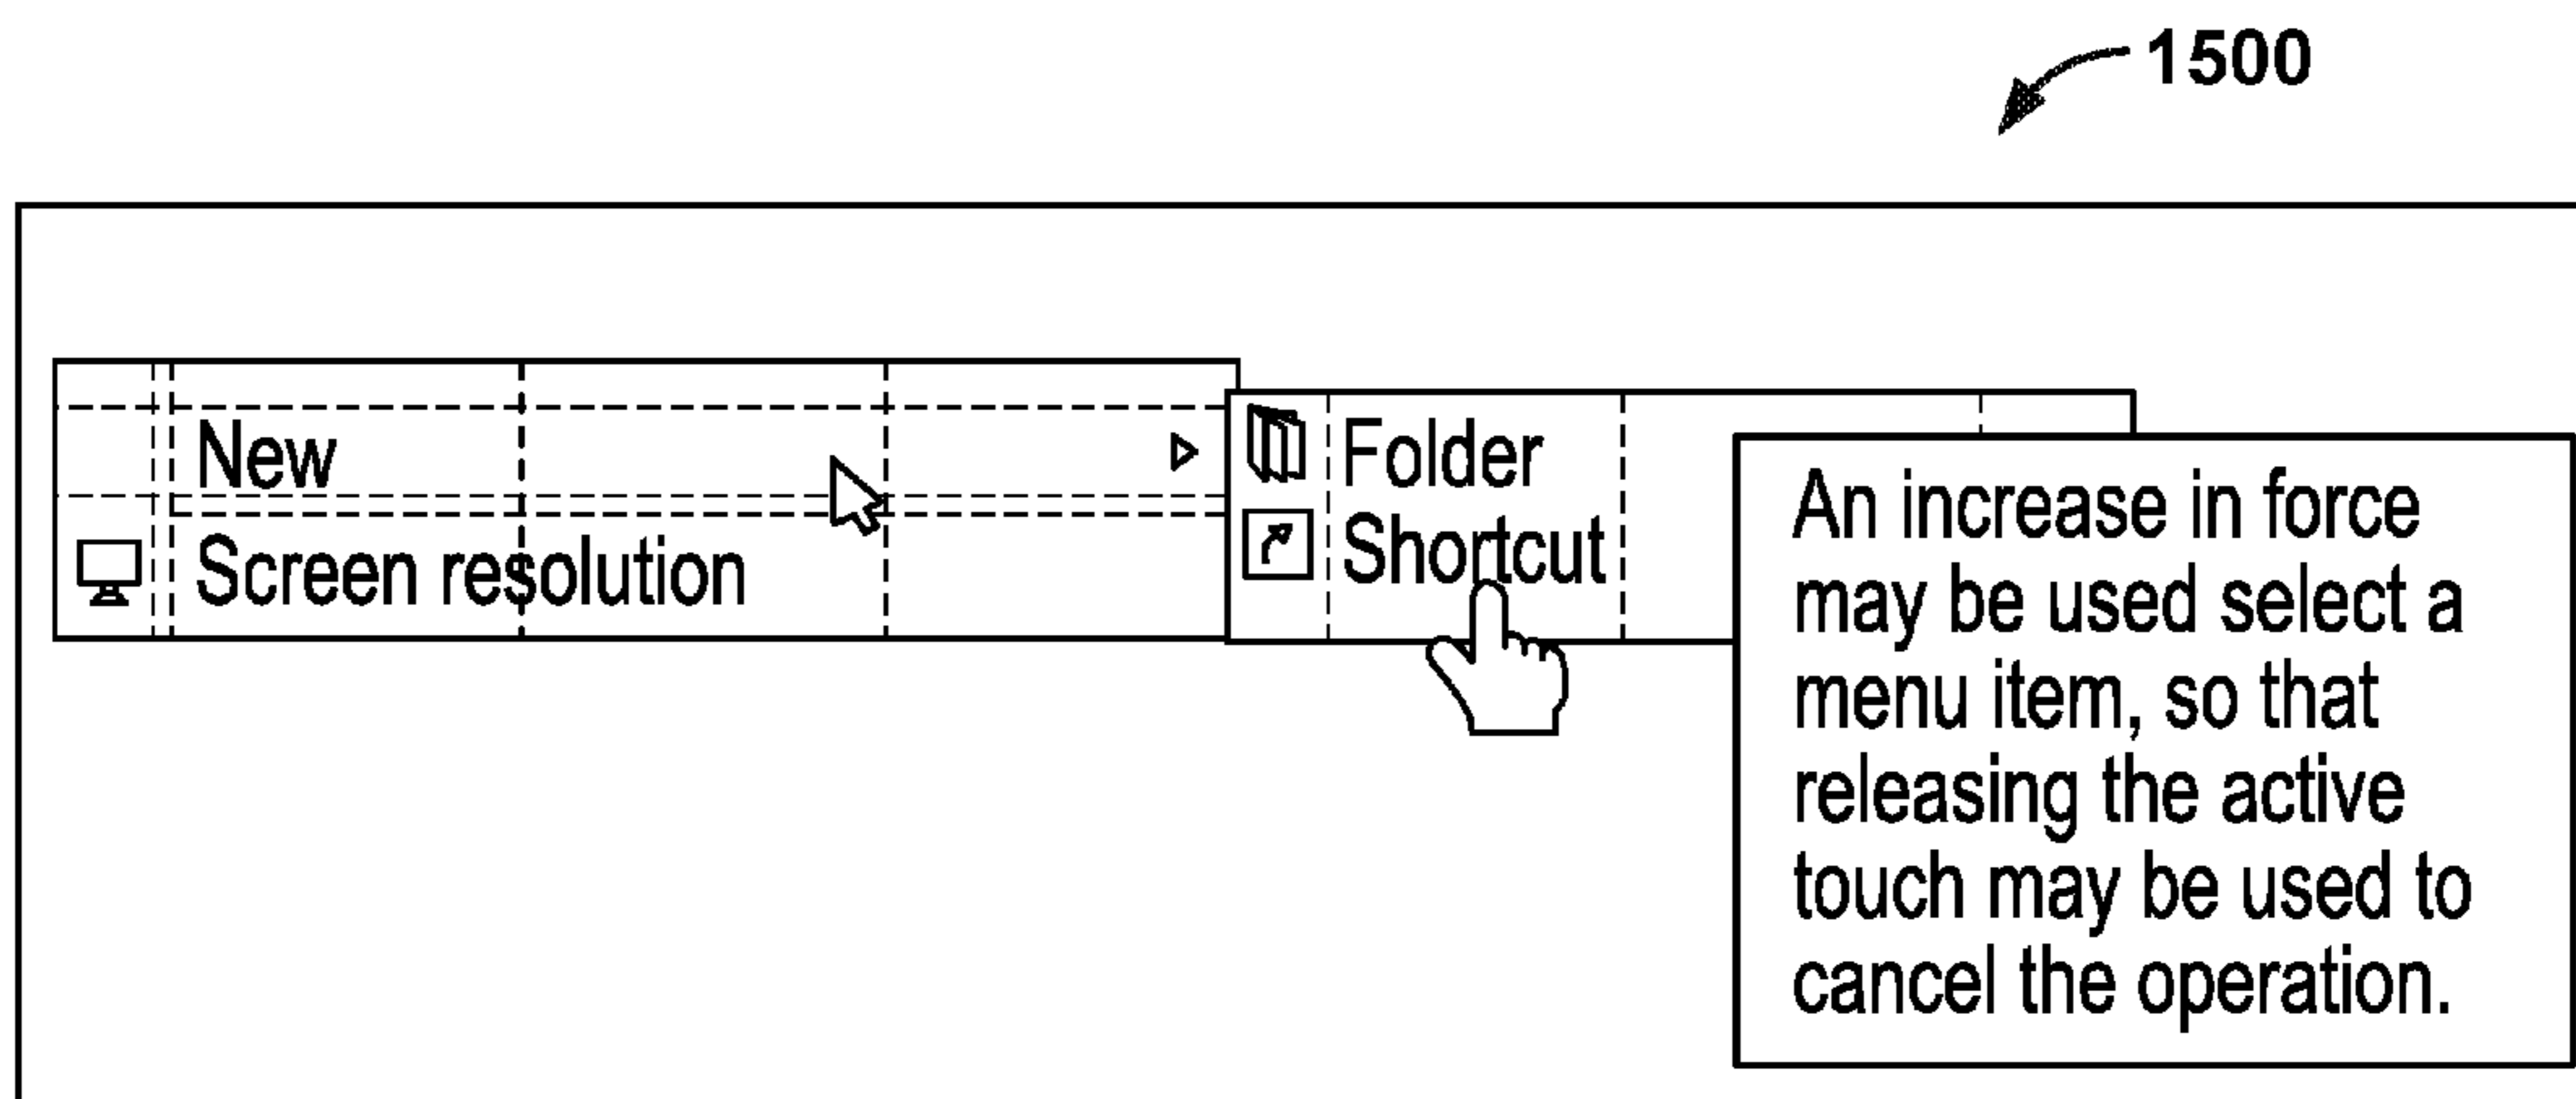 1500
New
Screen resolution
Folder
Shortcut
An increase in force
may be used select a
menu item, so that
releasing the active
touch may be used to
cancel the operation.